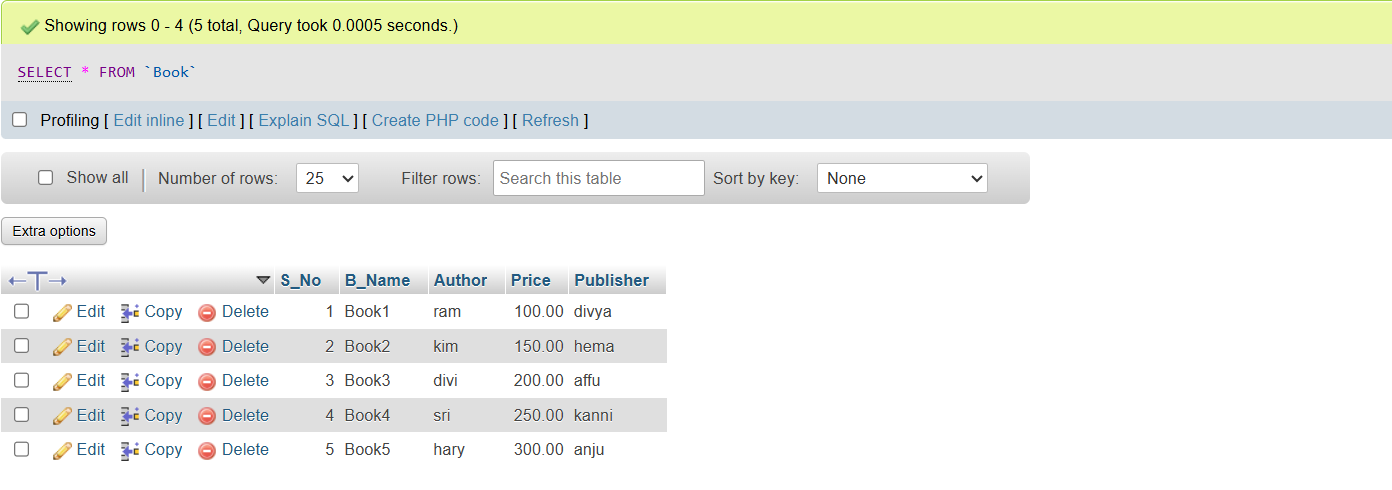 Showing rows 0 - 4 (5 total, Query took 0.0005 seconds.)
SELECT * FROM `Book`
Profiling [ Edit inline ] [ Edit ] [ Explain SQL ] [ Create PHP code ] [ Refresh ]
Show all | Number of rows: 25 Filter rows: Search this table Sort by key: None
Extra options
←T→ S_No B_Name Author Price Publisher
Edit Copy Delete 1 Book1 ram 100.00 divya
Edit Copy Delete 2 Book2 kim 150.00 hema
Edit Copy Delete 3 Book3 divi 200.00 affu
Edit Copy Delete 4 Book4 sri 250.00 kanni
Edit Copy Delete 5 Book5 hary 300.00 anju